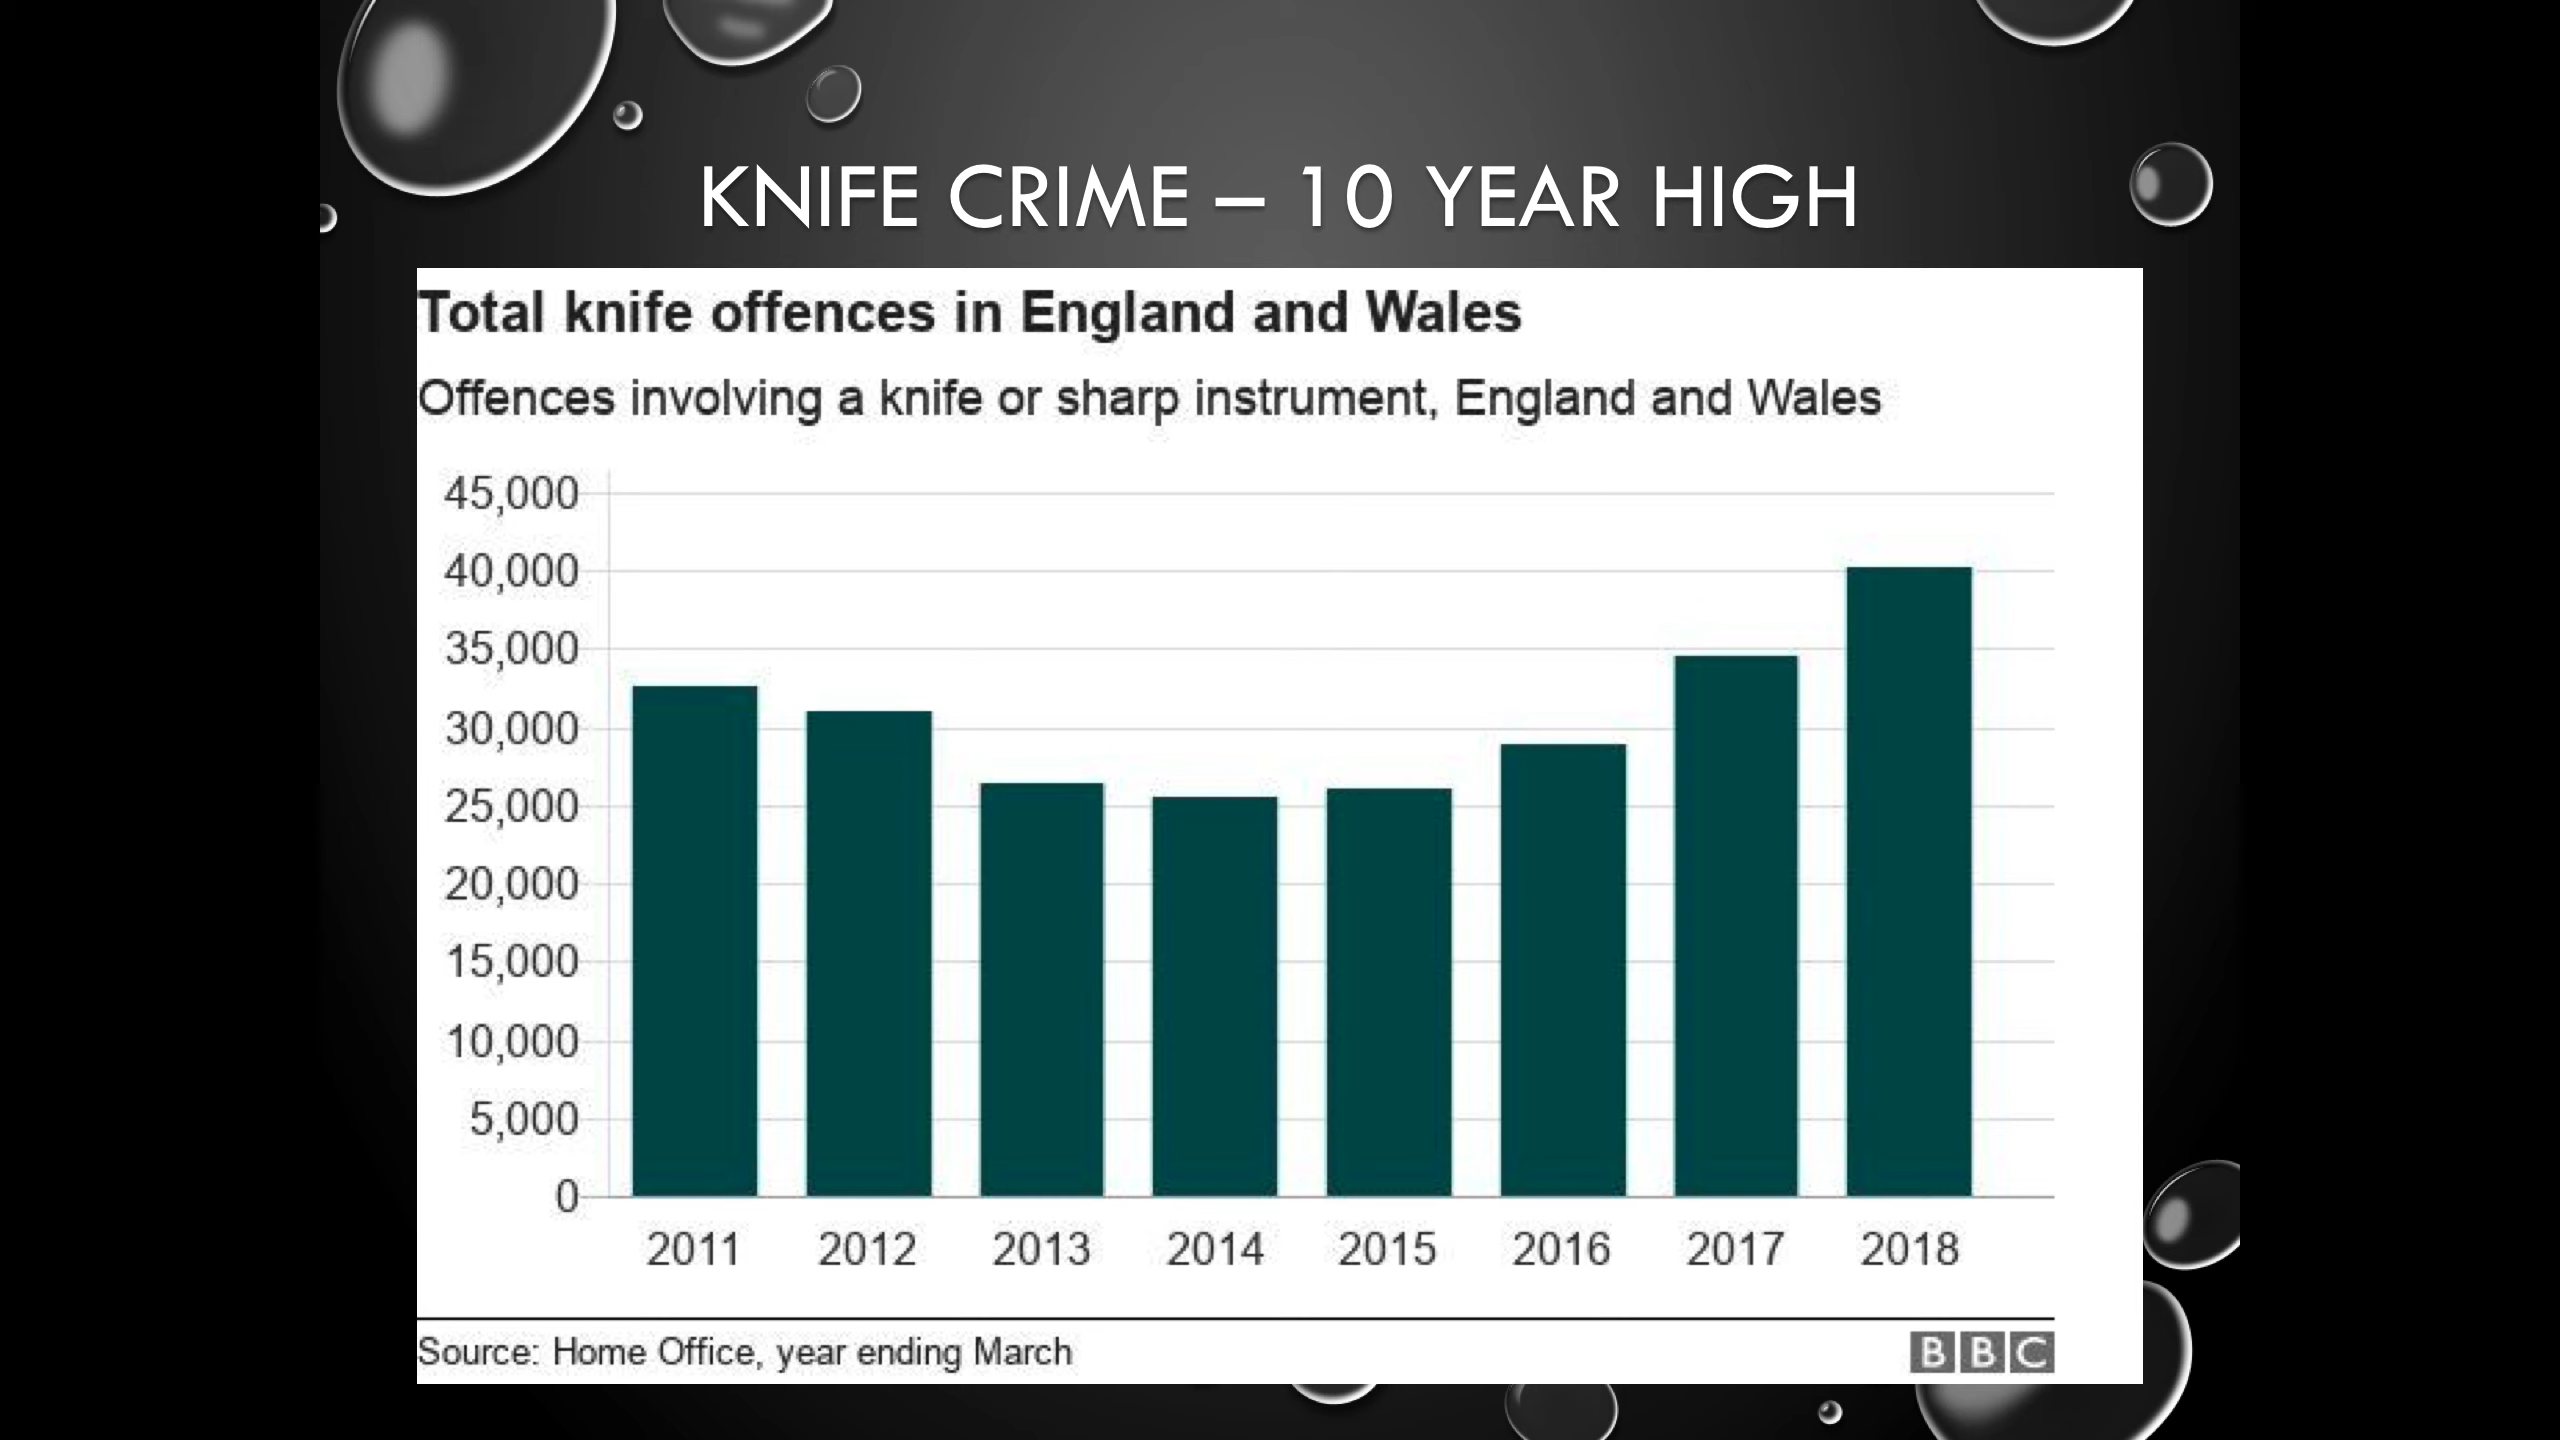 KNIFE CRIME – 10 YEAR HIGH
Total knife offences in England and Wales
Offences involving a knife or sharp instrument, England and Wales
45,000
40,000
35,000
30,000
25,000
20,000
15,000
10,000
5,000
0
2011 2012 2013 2014 2015 2016 2017 2018
Source: Home Office, year ending March
BBC